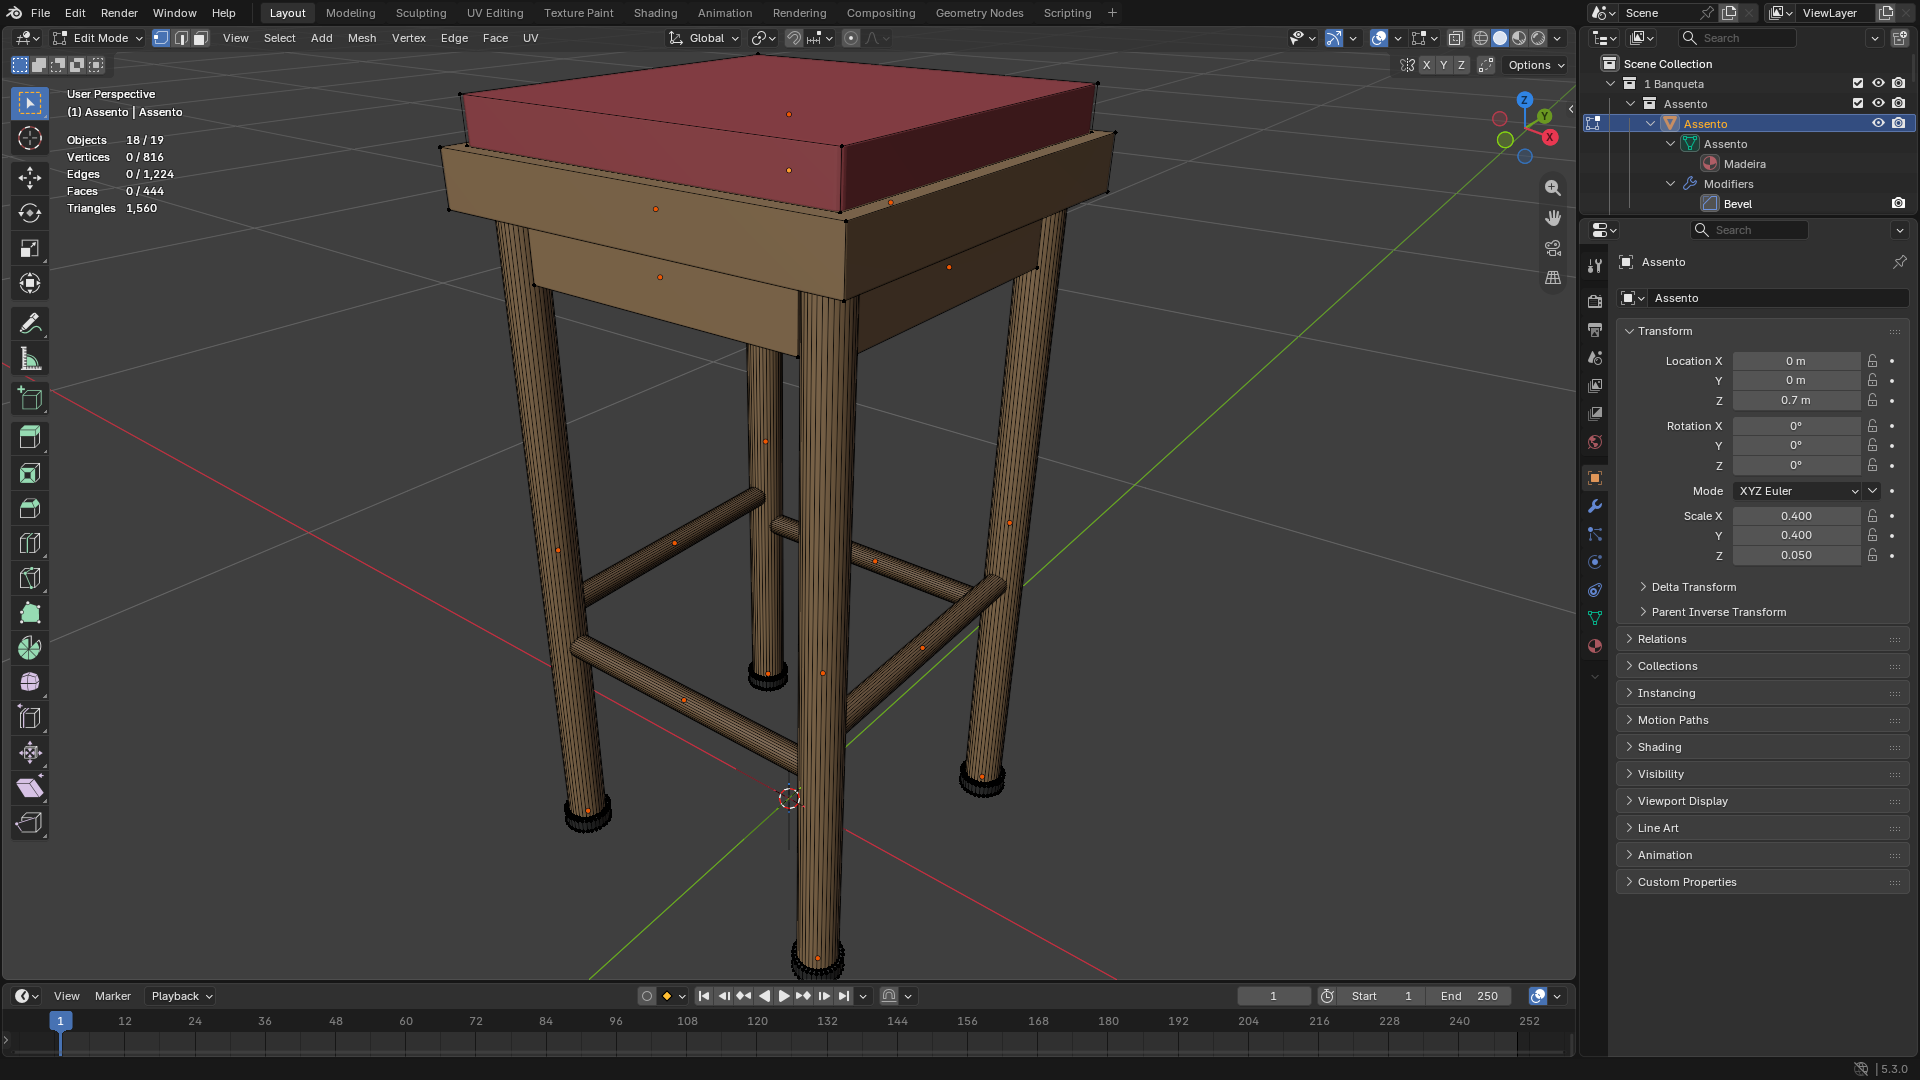 File Edit Render Window Help Layout Modeling Sculpting UV Editing Texture Paint Shading Animation Rendering Compositing Geometry Nodes Scripting + Scene ViewLayer
Edit Mode View Select Add Mesh Vertex Edge Face UV Global Search
X Y Z Options
User Perspective
(1) Assento | Assento
Objects 18 / 19
Vertices 0 / 816
Edges 0 / 1,224
Faces 0 / 444
Triangles 1,560
Z
Y
X
Scene Collection
1 Banqueta
Assento
Assento
Assento
Madeira
Modifiers
Bevel
Search
Assento
Assento
Transform
Location X 0 m
Y 0 m
Z 0.7 m
Rotation X 0°
Y 0°
Z 0°
Mode XYZ Euler
Scale X 0.400
Y 0.400
Z 0.050
Delta Transform
Parent Inverse Transform
Relations
Collections
Instancing
Motion Paths
Shading
Visibility
Viewport Display
Line Art
Animation
Custom Properties
View Marker Playback 1 Start 1 End 250
1 12 24 36 48 60 72 84 96 108 120 132 144 156 168 180 192 204 216 228 240 252
5.3.0